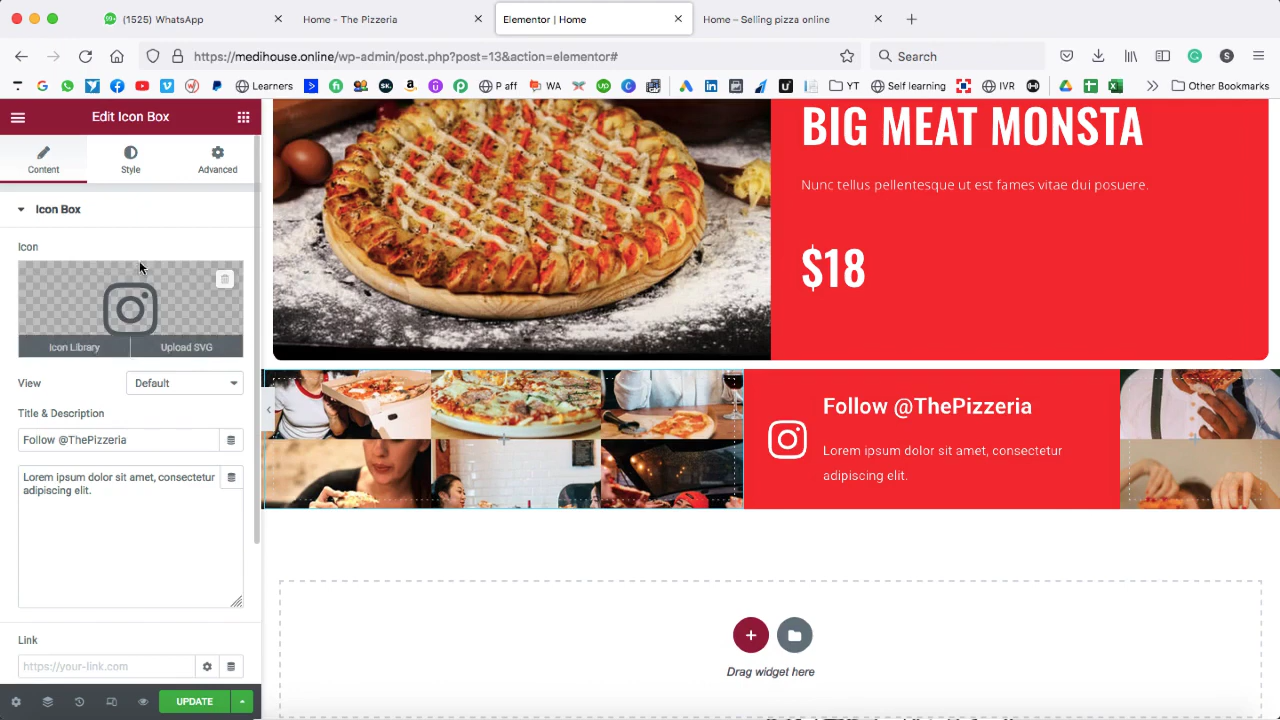 (1525) WhatsApp
Home - The Pizzeria
Elementor | Home
Home – Selling pizza online
https://medihouse.online/wp-admin/post.php?post=13&action=elementor#
Search
Learners
P aff
WA
YT
Self learning
IVR
Other Bookmarks
Edit Icon Box
Content
Style
Advanced
Icon Box
Icon
Icon Library
Upload SVG
View
Default
Title & Description
Follow @ThePizzeria
Lorem ipsum dolor sit amet, consectetur
adipiscing elit.
Link
https://your-link.com
UPDATE
BIG MEAT MONSTA
Nunc tellus pellentesque ut est fames vitae dui posuere.
$18
Follow @ThePizzeria
Lorem ipsum dolor sit amet, consectetur
adipiscing elit.
Drag widget here